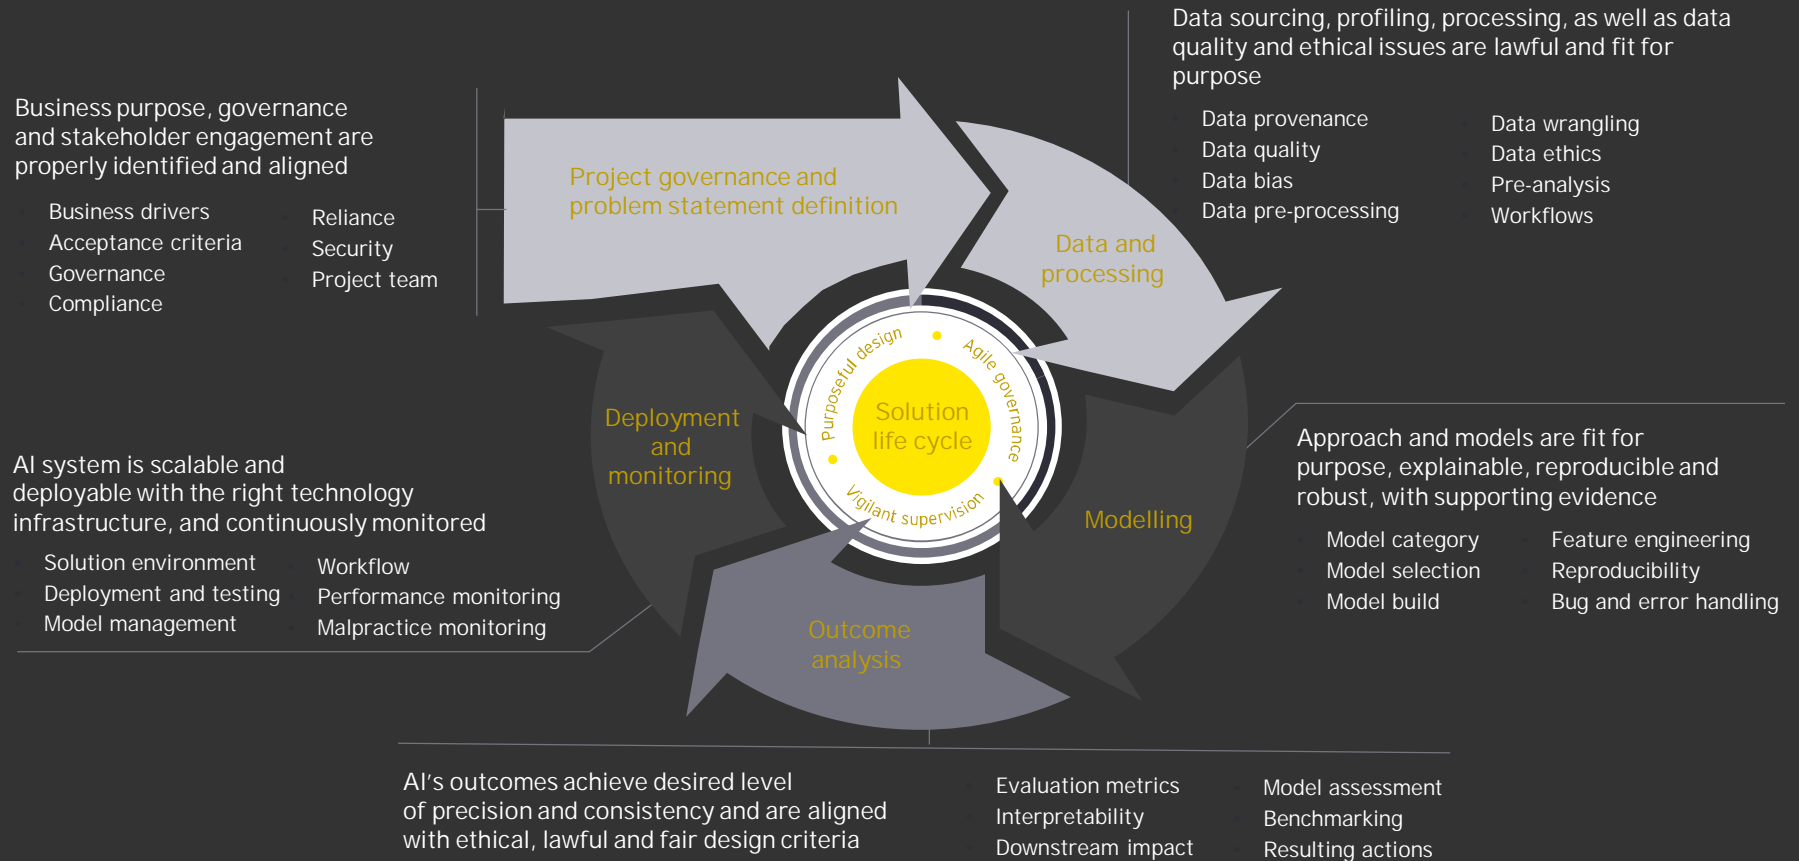 Data sourcing, profiling, processing, as well as data
quality and ethical issues are lawful and fit for
purpose
Data provenance
Data quality
Data bias
Data pre-processing
Data wrangling
Data ethics
Pre-analysis
Workflows
Business purpose, governance
and stakeholder engagement are
properly identified and aligned
Business drivers
Acceptance criteria
Governance
Compliance
Reliance
Security
Project team
Project governance and
problem statement definition
Data and
processing
Modelling
Outcome
analysis
Deployment
and
monitoring
Purposeful design
Agile governance
Vigilant supervision
Solution
life cycle
Approach and models are fit for
purpose, explainable, reproducible and
robust, with supporting evidence
Model category
Model selection
Model build
Feature engineering
Reproducibility
Bug and error handling
AI system is scalable and
deployable with the right technology
infrastructure, and continuously monitored
Solution environment
Deployment and testing
Model management
Workflow
Performance monitoring
Malpractice monitoring
AI's outcomes achieve desired level
of precision and consistency and are aligned
with ethical, lawful and fair design criteria
Evaluation metrics
Interpretability
Downstream impact
Model assessment
Benchmarking
Resulting actions